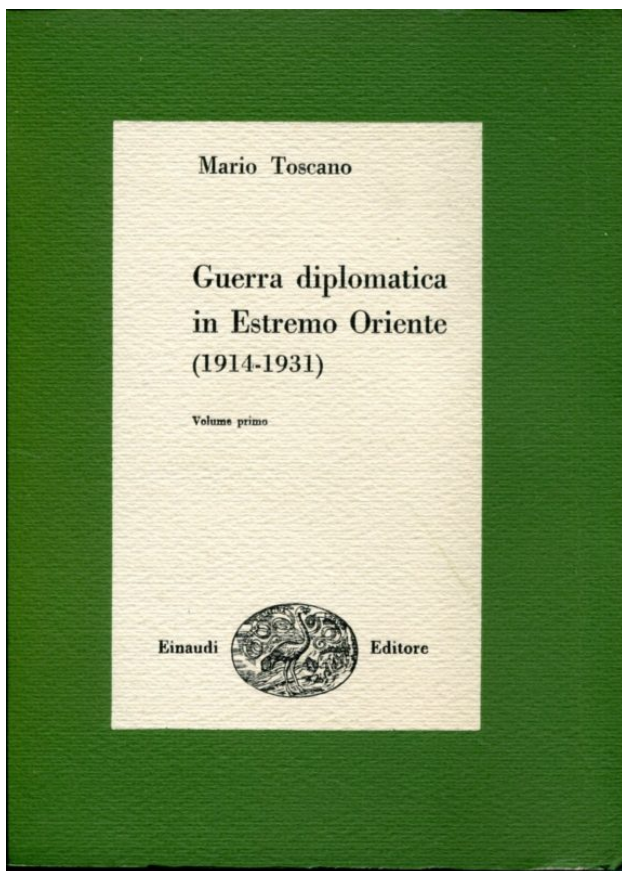 Mario Toscano
Guerra diplomatica
in Estremo Oriente
(1914-1931)
Volume primo
Einaudi Editore